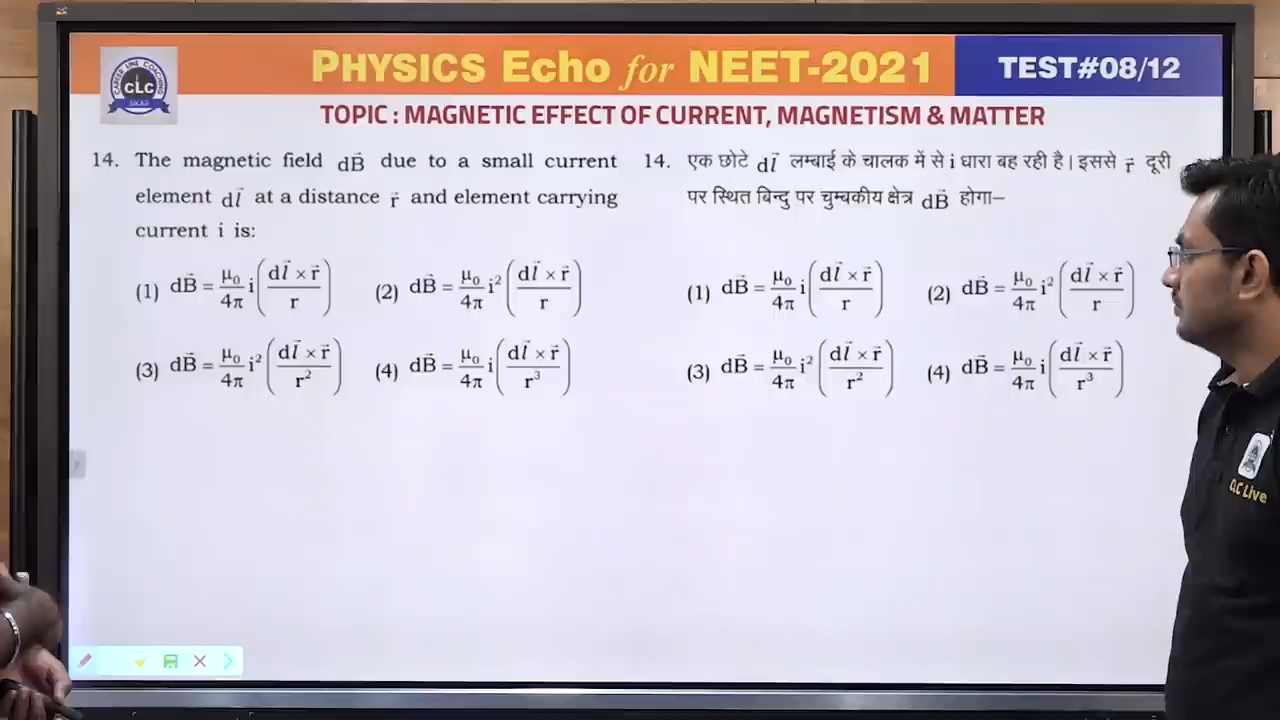 PHYSICS Echo for NEET-2021
TEST#08/12
CAREER LINE COACHING
CLC
SIKAR
TOPIC : MAGNETIC EFFECT OF CURRENT, MAGNETISM & MATTER
14. The magnetic field dB⃗ due to a small current
element dl⃗ at a distance r⃗ and element carrying
current i is:
(1) dB⃗ = μ₀/4π i (dl⃗ × r⃗ / r) (2) dB⃗ = μ₀/4π i² (dl⃗ × r⃗ / r)
(3) dB⃗ = μ₀/4π i² (dl⃗ × r⃗ / r²) (4) dB⃗ = μ₀/4π i (dl⃗ × r⃗ / r³)
14. एक छोटे dl⃗ लम्बाई के चालक में से i धारा बह रही है। इससे r⃗ दूरी
पर स्थित बिन्दु पर चुम्बकीय क्षेत्र dB⃗ होगा–
(1) dB⃗ = μ₀/4π i (dl⃗ × r⃗ / r) (2) dB⃗ = μ₀/4π i² (dl⃗ × r⃗ / r)
(3) dB⃗ = μ₀/4π i² (dl⃗ × r⃗ / r²) (4) dB⃗ = μ₀/4π i (dl⃗ × r⃗ / r³)
CLC Live